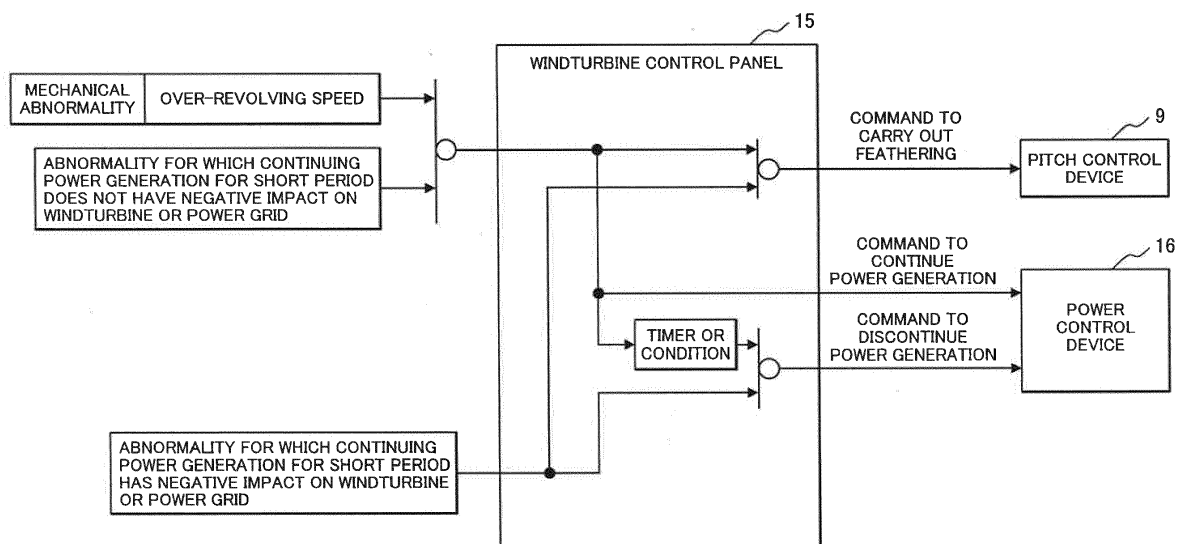 15
WINDTURBINE CONTROL PANEL
MECHANICAL
ABNORMALITY
OVER-REVOLVING SPEED
ABNORMALITY FOR WHICH CONTINUING
POWER GENERATION FOR SHORT PERIOD
DOES NOT HAVE NEGATIVE IMPACT ON
WINDTURBINE OR POWER GRID
COMMAND TO
CARRY OUT
FEATHERING
9
PITCH CONTROL
DEVICE
COMMAND TO
CONTINUE
POWER GENERATION
16
POWER
CONTROL
DEVICE
TIMER OR
CONDITION
COMMAND TO
DISCONTINUE
POWER GENERATION
ABNORMALITY FOR WHICH CONTINUING
POWER GENERATION FOR SHORT PERIOD
HAS NEGATIVE IMPACT ON WINDTURBINE
OR POWER GRID